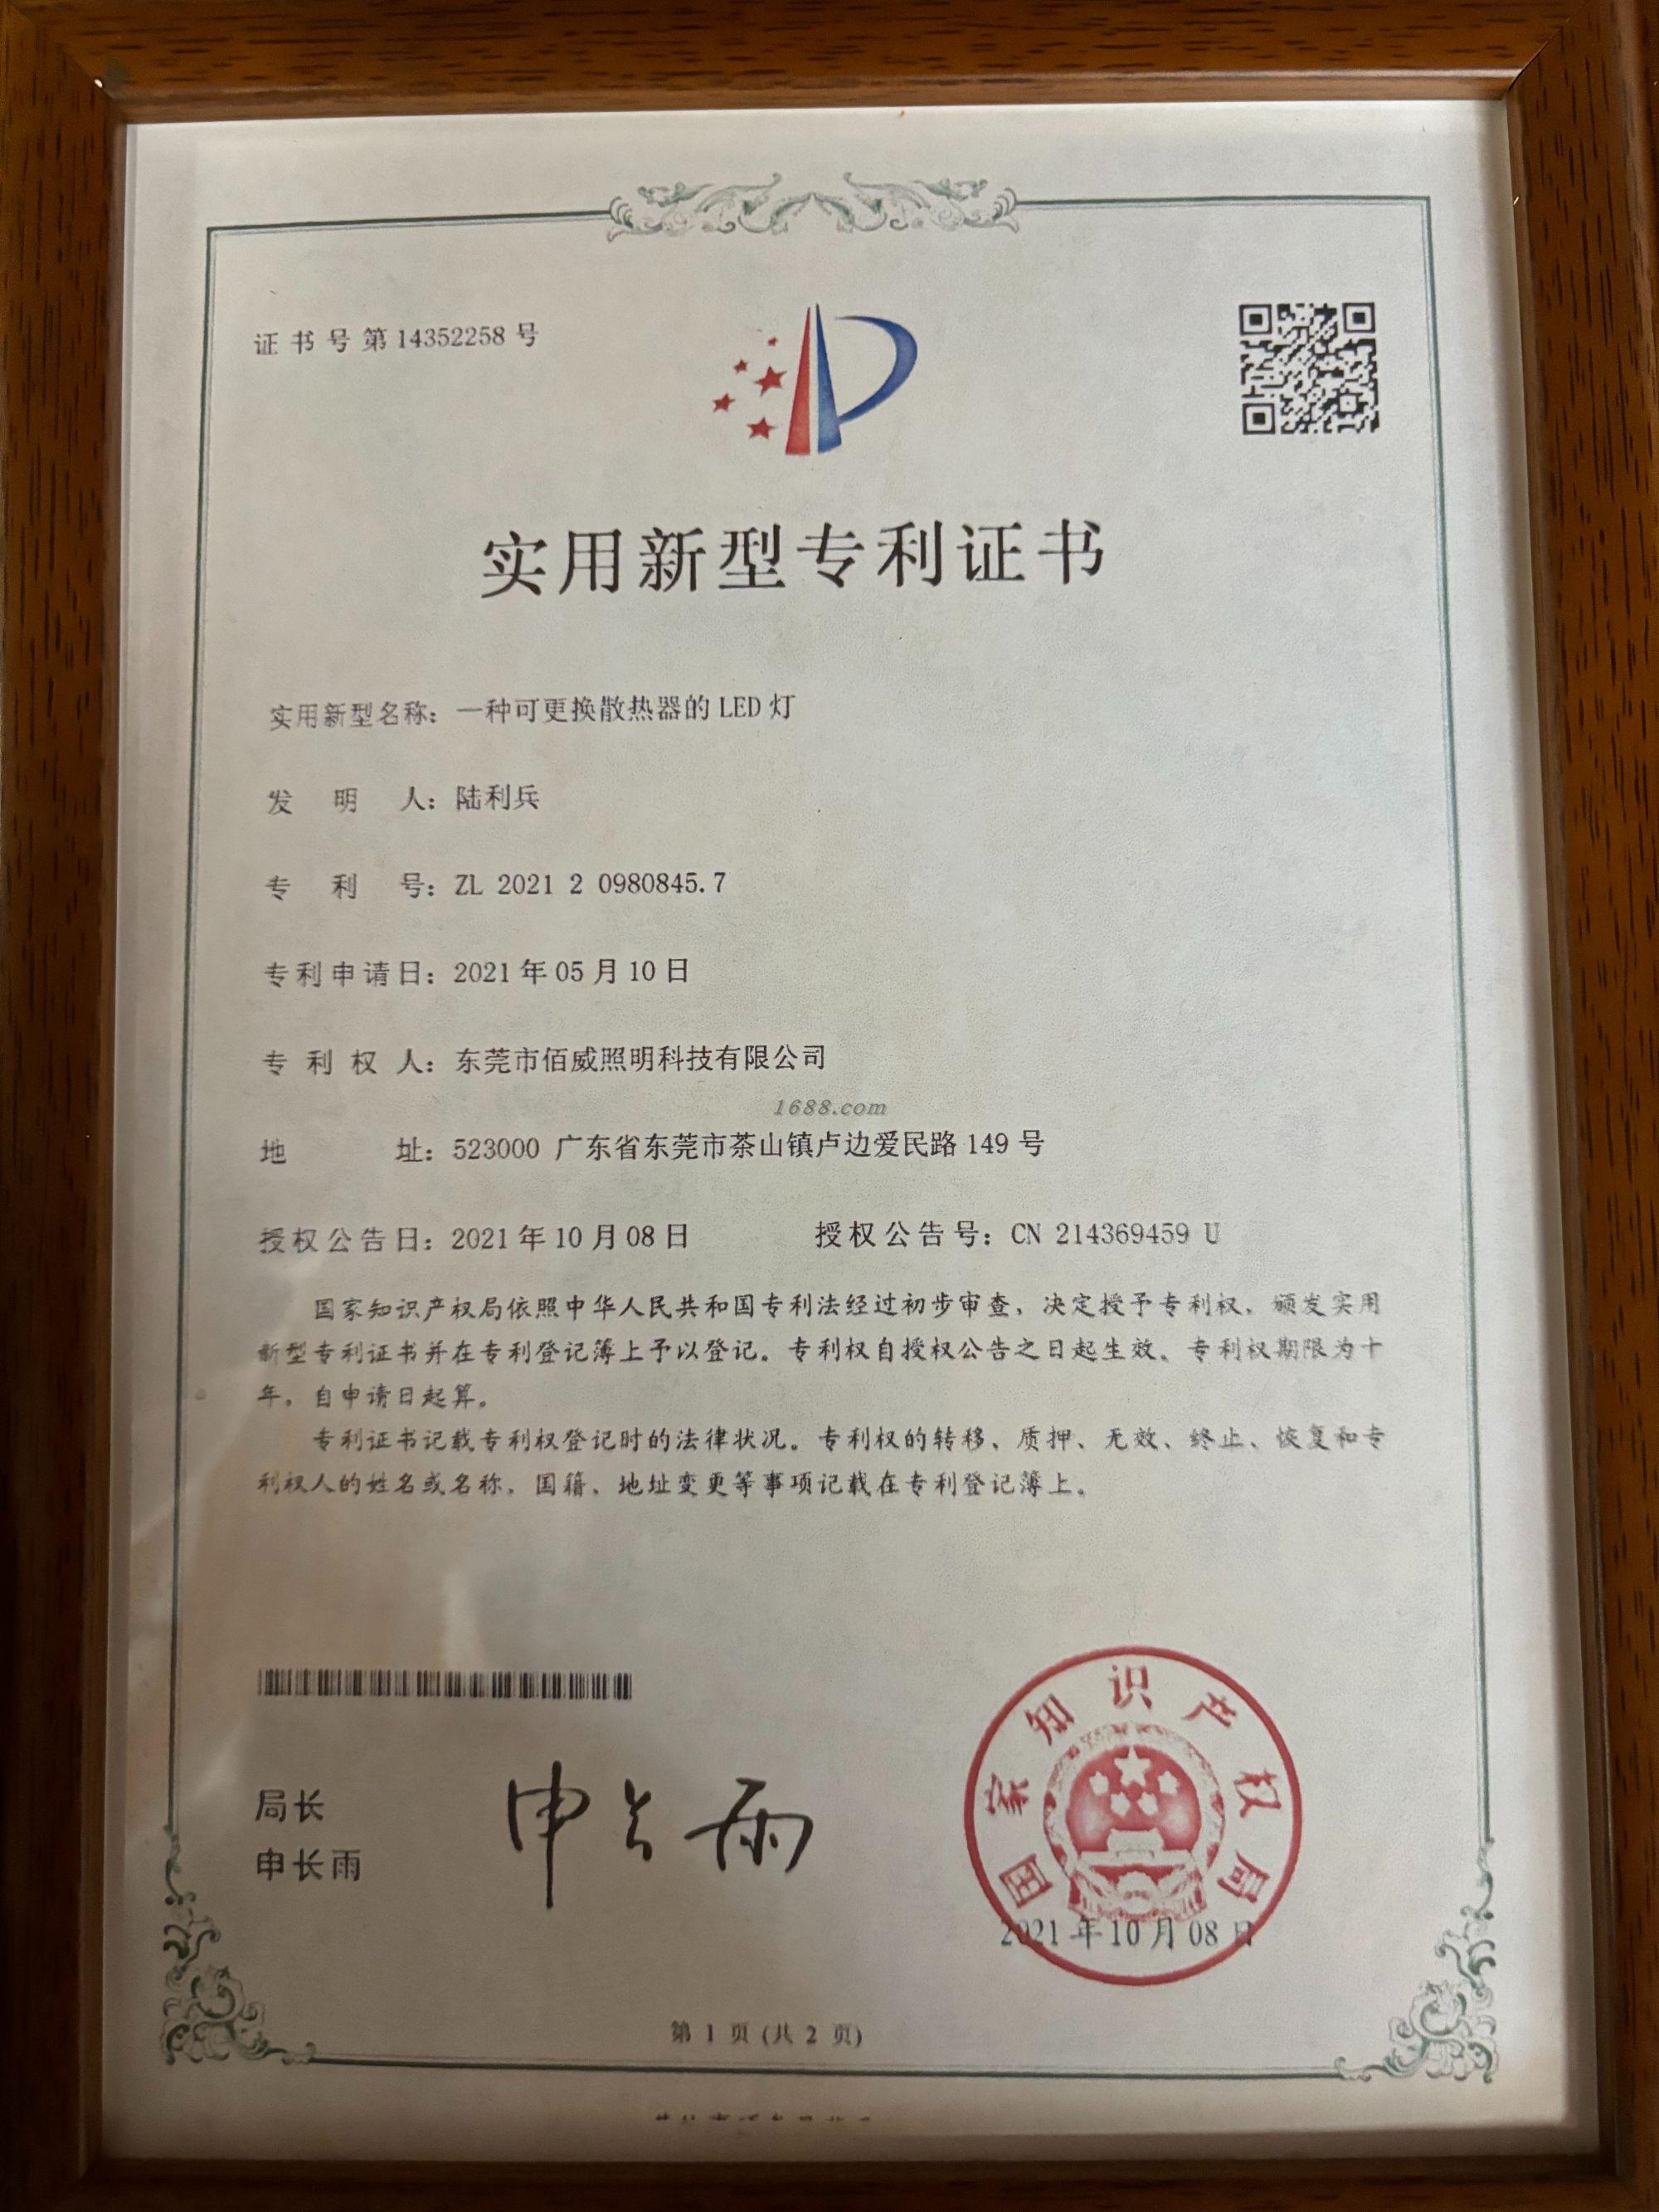 证书号第14352258号
实用新型专利证书
实用新型名称：一种可更换散热器的LED灯
发明人：陆利兵
专利号：ZL 2021 2 0980845.7
专利申请日：2021年05月10日
专利权人：东莞市佰威照明科技有限公司
1688.com
地址：523000 广东省东莞市茶山镇卢边爱民路149号
授权公告日：2021年10月08日 授权公告号：CN 214369459 U
国家知识产权局依照中华人民共和国专利法经过初步审查，决定授予专利权，颁发实用
新型专利证书并在专利登记簿上予以登记。专利权自授权公告之日起生效。专利权期限为十
年，自申请日起算。
专利证书记载专利权登记时的法律状况。专利权的转移、质押、无效、终止、恢复和专
利权人的姓名或名称、国籍、地址变更等事项记载在专利登记簿上。
局长
申长雨
申长雨
国家知识产权局
2021年10月08日
第 1 页 (共 2 页)